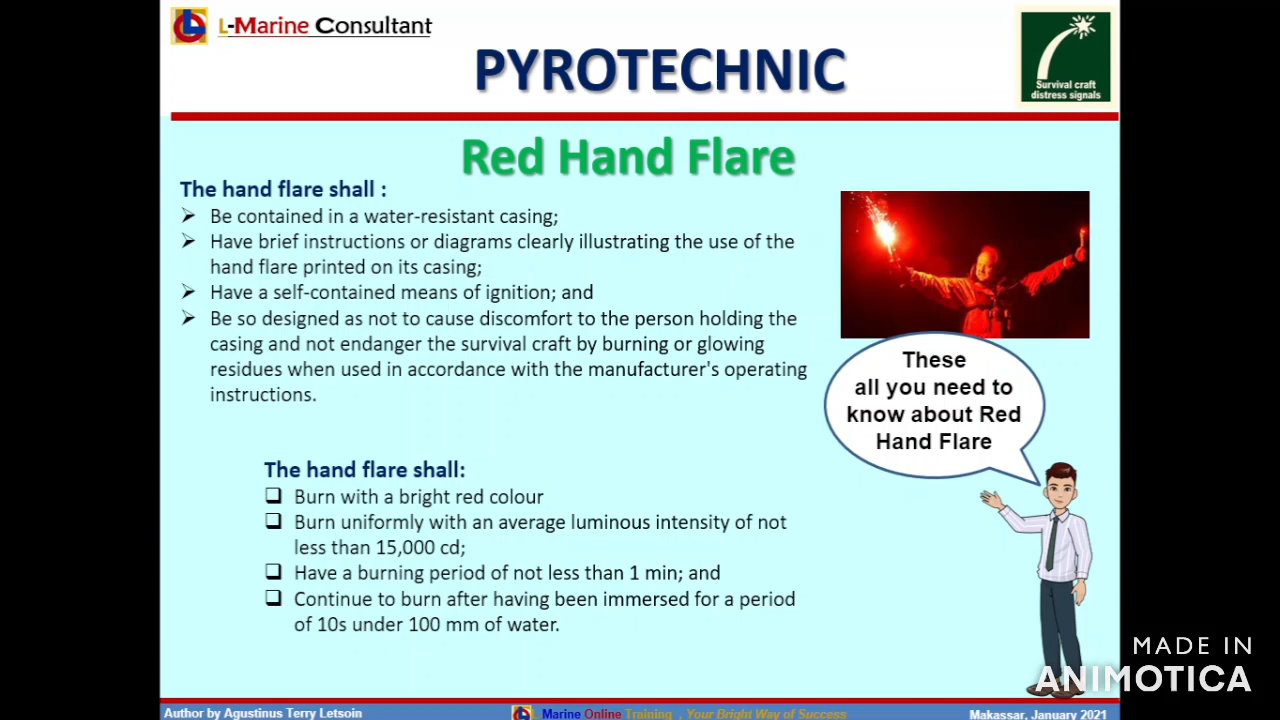 L-Marine Consultant
PYROTECHNIC
Survival craft
distress signals
Red Hand Flare
The hand flare shall :
➢ Be contained in a water-resistant casing;
➢ Have brief instructions or diagrams clearly illustrating the use of the
hand flare printed on its casing;
➢ Have a self-contained means of ignition; and
➢ Be so designed as not to cause discomfort to the person holding the
casing and not endanger the survival craft by burning or glowing
residues when used in accordance with the manufacturer's operating
instructions.
These
all you need to
know about Red
Hand Flare
The hand flare shall:
❑ Burn with a bright red colour
❑ Burn uniformly with an average luminous intensity of not
less than 15,000 cd;
❑ Have a burning period of not less than 1 min; and
❑ Continue to burn after having been immersed for a period
of 10s under 100 mm of water.
MADE IN
ANIMOTICA
Author by Agustinus Terry Letsoin
Marine Online Training , Your Bright Way of Success
Makassar, January 2021